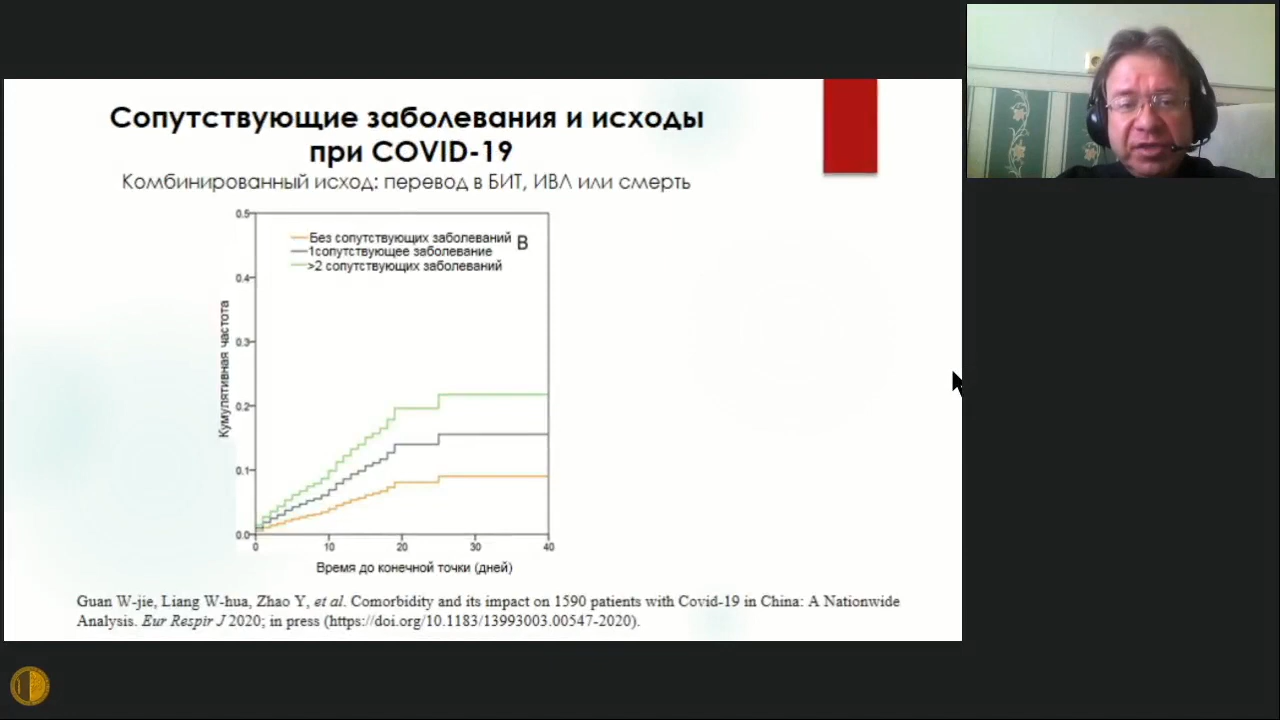 Сопутствующие заболевания и исходы
при COVID-19
Комбинированный исход: перевод в БИТ, ИВЛ или смерть
0.5
Без сопутствующих заболеваний
B
1сопутствующее заболевание
>2 сопутствующих заболеваний
0.4
0.3
0.2
0.1
0.0
Кумулятивная частота
0 10 20 30 40
Время до конечной точки (дней)
Guan W-jie, Liang W-hua, Zhao Y, et al. Comorbidity and its impact on 1590 patients with Covid-19 in China: A Nationwide
Analysis. Eur Respir J 2020; in press (https://doi.org/10.1183/13993003.00547-2020).